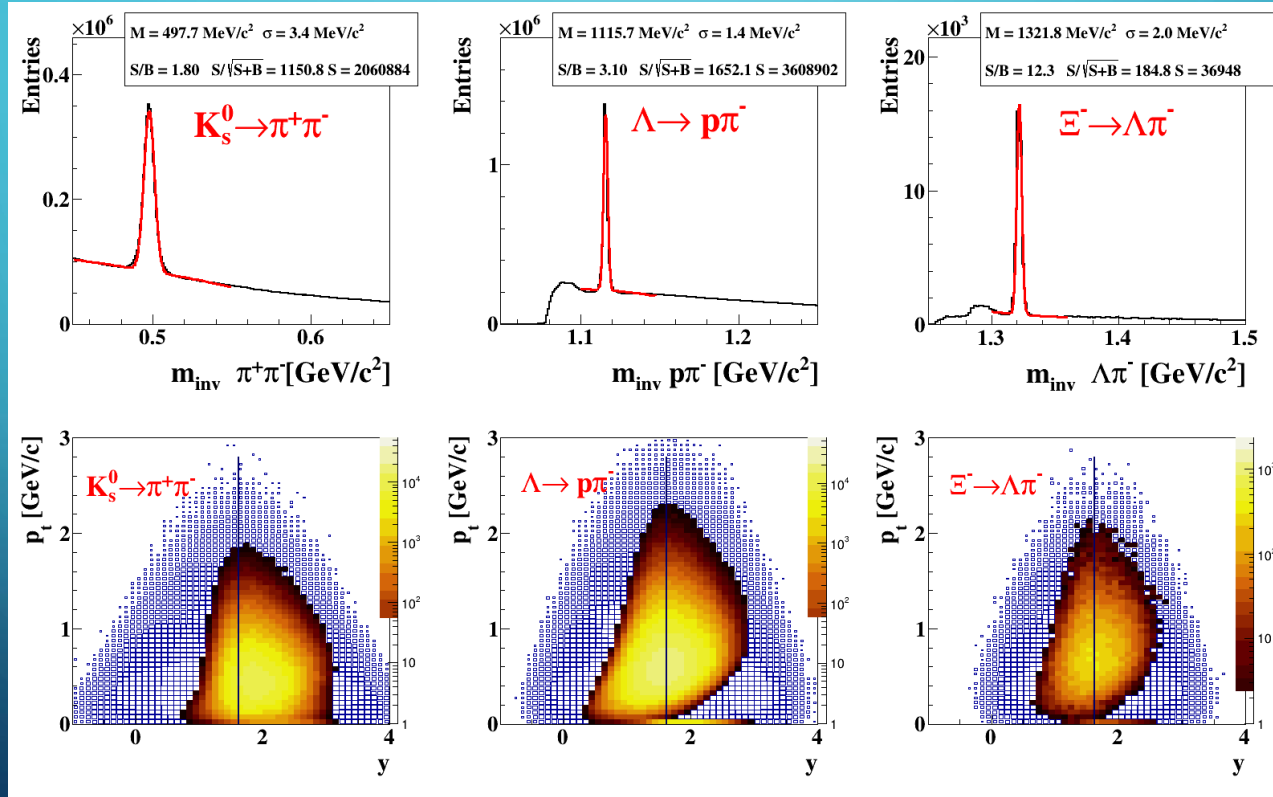 ×10⁶
M = 497.7 MeV/c² σ = 3.4 MeV/c²
S/B = 1.80 S/√S+B = 1150.8 S = 2060884
Entries
0.4
0.2
0
K⁰ₛ→π⁺π⁻
0.5 0.6
m_inv π⁺π⁻[GeV/c²]
×10⁶
M = 1115.7 MeV/c² σ = 1.4 MeV/c²
S/B = 3.10 S/√S+B = 1652.1 S = 3608902
Entries
1
0
Λ→ pπ⁻
1.1 1.2
m_inv pπ⁻ [GeV/c²]
×10³
M = 1321.8 MeV/c² σ = 2.0 MeV/c²
S/B = 12.3 S/√S+B = 184.8 S = 36948
Entries
20
10
0
Ξ⁻→Λπ⁻
1.3 1.4 1.5
m_inv Λπ⁻ [GeV/c²]
p_t [GeV/c]
3
2
1
0
K⁰ₛ→π⁺π⁻
10⁴
10³
10²
10
1
0 2 4
y
p_t [GeV/c]
3
2
1
0
Λ→ pπ⁻
10⁴
10³
10²
10
1
0 2 4
y
p_t [GeV/c]
3
2
1
0
Ξ⁻→Λπ⁻
10²
10
1
0 2 4
y